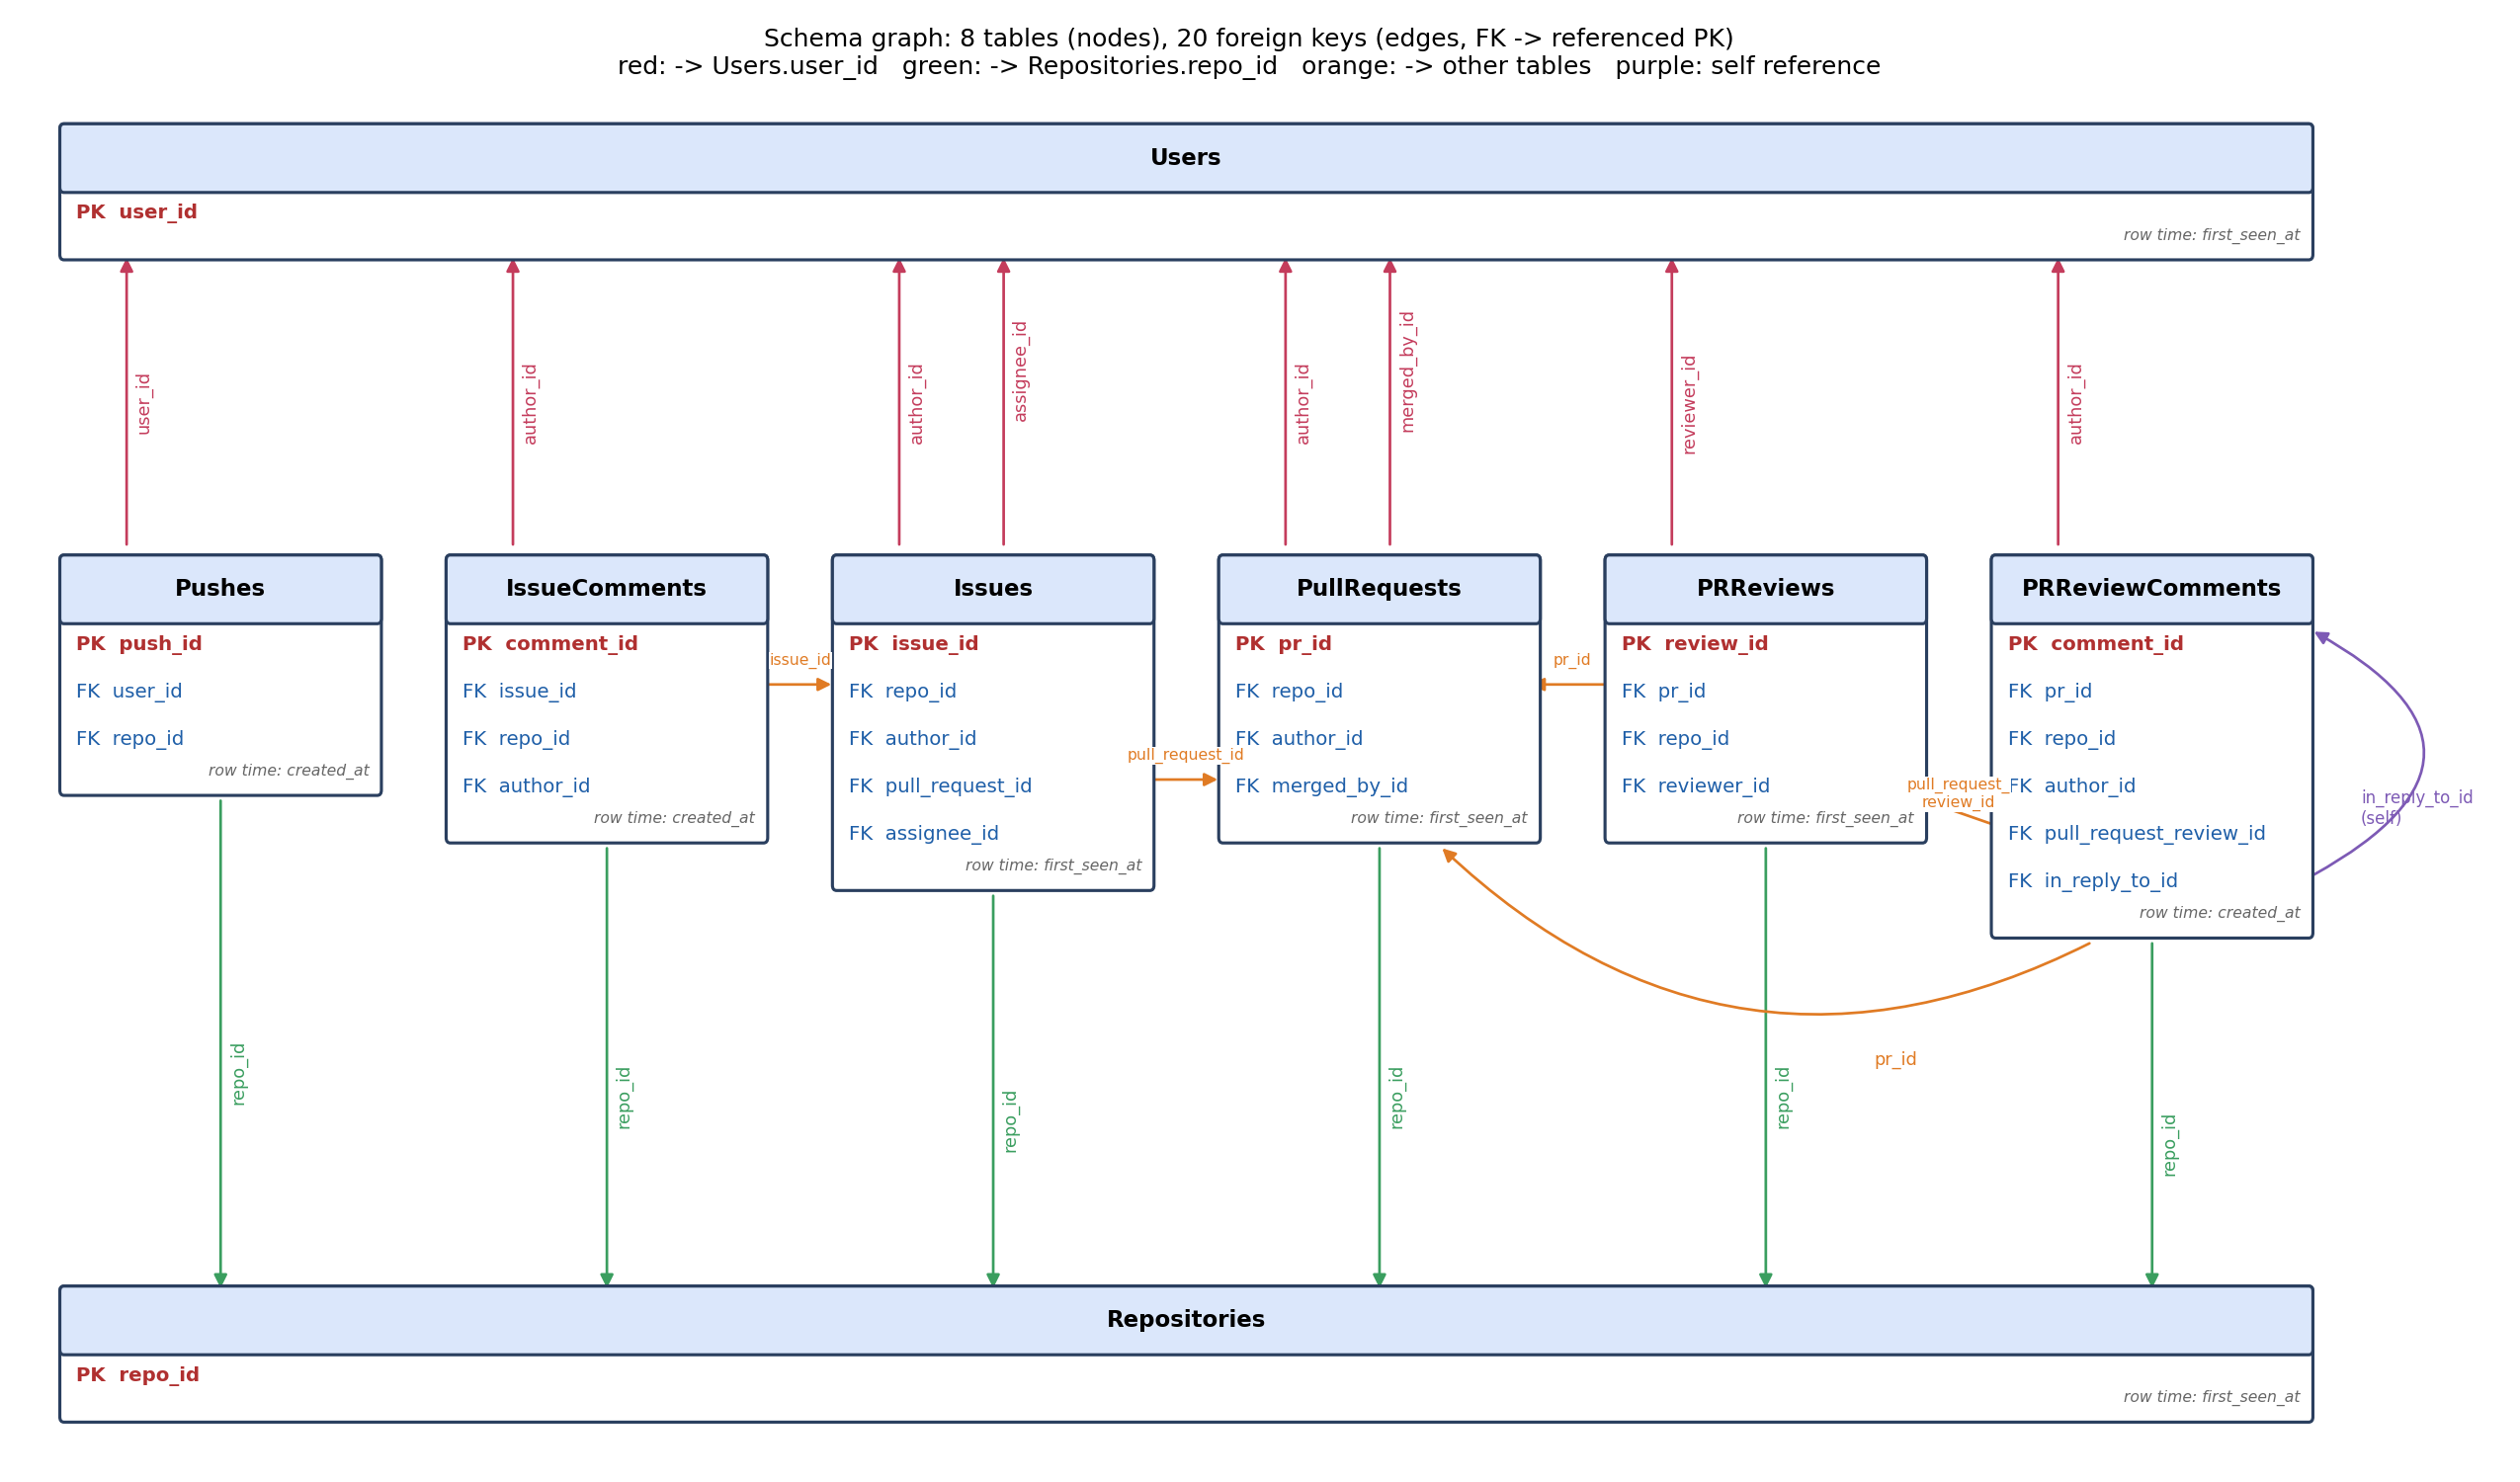 Schema graph: 8 tables (nodes), 20 foreign keys (edges, FK -> referenced PK)
red: -> Users.user_id   green: -> Repositories.repo_id   orange: -> other tables   purple: self reference
Users
PK  user_id
row time: first_seen_at
user_id
author_id
author_id
assignee_id
author_id
merged_by_id
reviewer_id
author_id
Pushes
PK  push_id
FK  user_id
FK  repo_id
row time: created_at
IssueComments
PK  comment_id
FK  issue_id
FK  repo_id
FK  author_id
row time: created_at
issue_id
Issues
PK  issue_id
FK  repo_id
FK  author_id
FK  pull_request_id
FK  assignee_id
row time: first_seen_at
pull_request_id
PullRequests
PK  pr_id
FK  repo_id
FK  author_id
FK  merged_by_id
row time: first_seen_at
pr_id
PRReviews
PK  review_id
FK  pr_id
FK  repo_id
FK  reviewer_id
row time: first_seen_at
pull_request_
review_id
PRReviewComments
PK  comment_id
FK  pr_id
FK  repo_id
FK  author_id
FK  pull_request_review_id
FK  in_reply_to_id
row time: created_at
in_reply_to_id
(self)
pr_id
repo_id
repo_id
repo_id
repo_id
repo_id
repo_id
Repositories
PK  repo_id
row time: first_seen_at